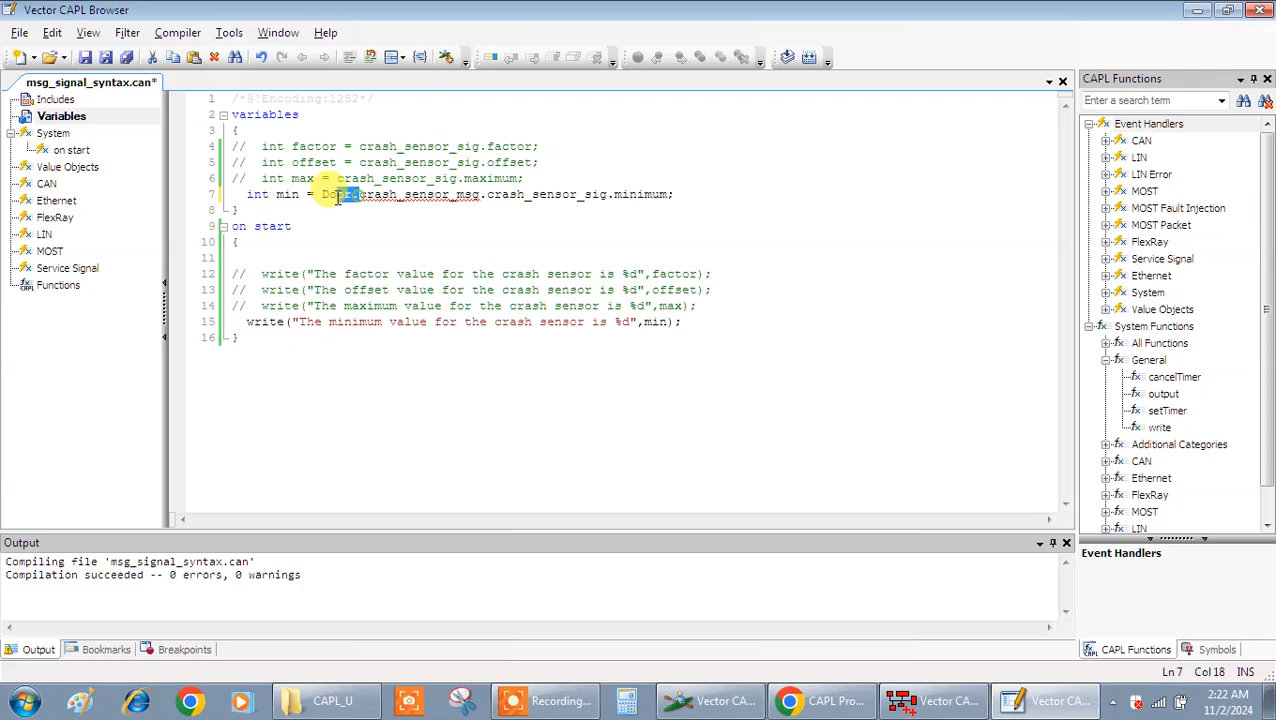 Vector CAPL Browser
File Edit View Filter Compiler Tools Window Help
msg_signal_syntax.can*
Includes
Variables
System
on start
Value Objects
CAN
Ethernet
FlexRay
LIN
MOST
Service Signal
Functions
1 /*@!Encoding:1252*/
2 variables
3 {
4 // int factor = crash_sensor_sig.factor;
5 // int offset = crash_sensor_sig.offset;
6 // int max = crash_sensor_sig.maximum;
7 int min = crash_sensor_msg.crash_sensor_sig.minimum;
8 }
9 on start
10 {
11
12 // write("The factor value for the crash sensor is %d",factor);
13 // write("The offset value for the crash sensor is %d",offset);
14 // write("The maximum value for the crash sensor is %d",max);
15 write("The minimum value for the crash sensor is %d",min);
16 }
CAPL Functions
Enter a search term
Event Handlers
CAN
LIN
LIN Error
MOST
MOST Fault Injection
MOST Packet
FlexRay
Service Signal
Ethernet
System
Value Objects
System Functions
All Functions
General
cancelTimer
output
setTimer
write
Additional Categories
CAN
Ethernet
FlexRay
MOST
LIN
Event Handlers
CAPL Functions Symbols
Output
Compiling file 'msg_signal_syntax.can'
Compilation succeeded -- 0 errors, 0 warnings
Output Bookmarks Breakpoints
Ln 7 Col 18 INS
CAPL_U
Recording...
Vector CA...
CAPL Pro...
Vector CA...
Vector CA...
2:22 AM
11/2/2024